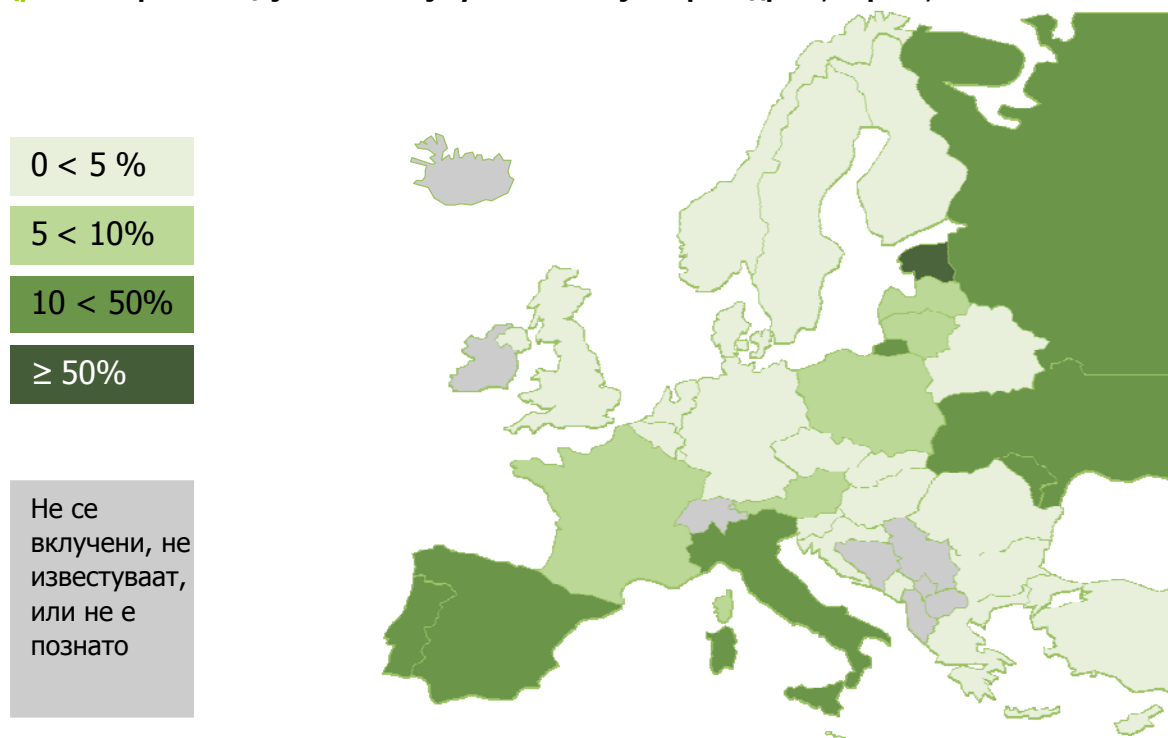 0 < 5 %
5 < 10%
10 < 50%
≥ 50%
Не се
вклучени, не
известуваат,
или не е
познато